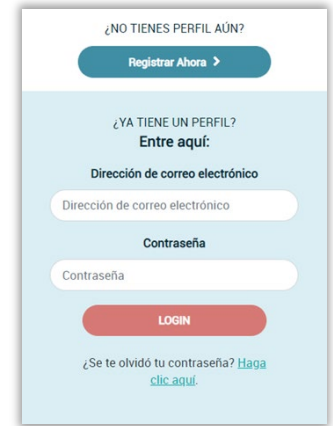 ¿NO TIENES PERFIL AÚN?
Registrar Ahora >
¿YA TIENE UN PERFIL?
Entre aquí:
Dirección de correo electrónico
Dirección de correo electrónico
Contraseña
Contraseña
LOGIN
¿Se te olvidó tu contraseña? Haga
clic aquí.